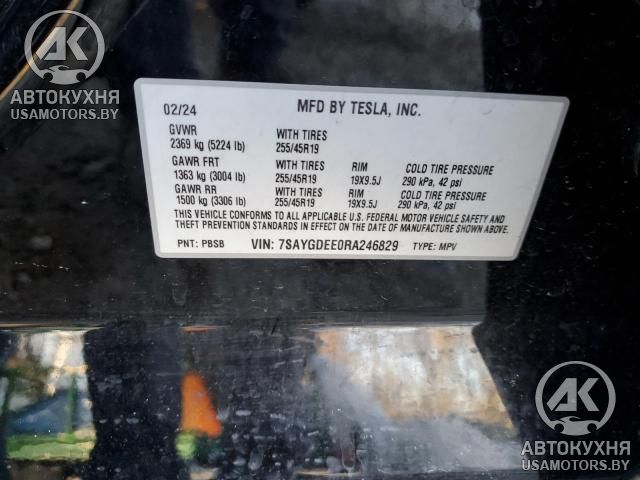 AK
АВТОКУХНЯ
USAMOTORS.BY
02/24 MFD BY TESLA, INC.
GVWR WITH TIRES
2369 kg (5224 lb) 255/45R19
GAWR FRT WITH TIRES RIM COLD TIRE PRESSURE
1363 kg (3004 lb) 255/45R19 19X9.5J 290 kPa, 42 psi
GAWR RR WITH TIRES RIM COLD TIRE PRESSURE
1500 kg (3306 lb) 255/45R19 19X9.5J 290 kPa, 42 psi
THIS VEHICLE CONFORMS TO ALL APPLICABLE U.S. FEDERAL MOTOR VEHICLE SAFETY AND
THEFT PREVENTION STANDARDS IN EFFECT ON THE DATE OF MANUFACTURE SHOWN ABOVE.
PNT: PBSB VIN: 7SAYGDEE0RA246829 TYPE: MPV
AK
АВТОКУХНЯ
USAMOTORS.BY